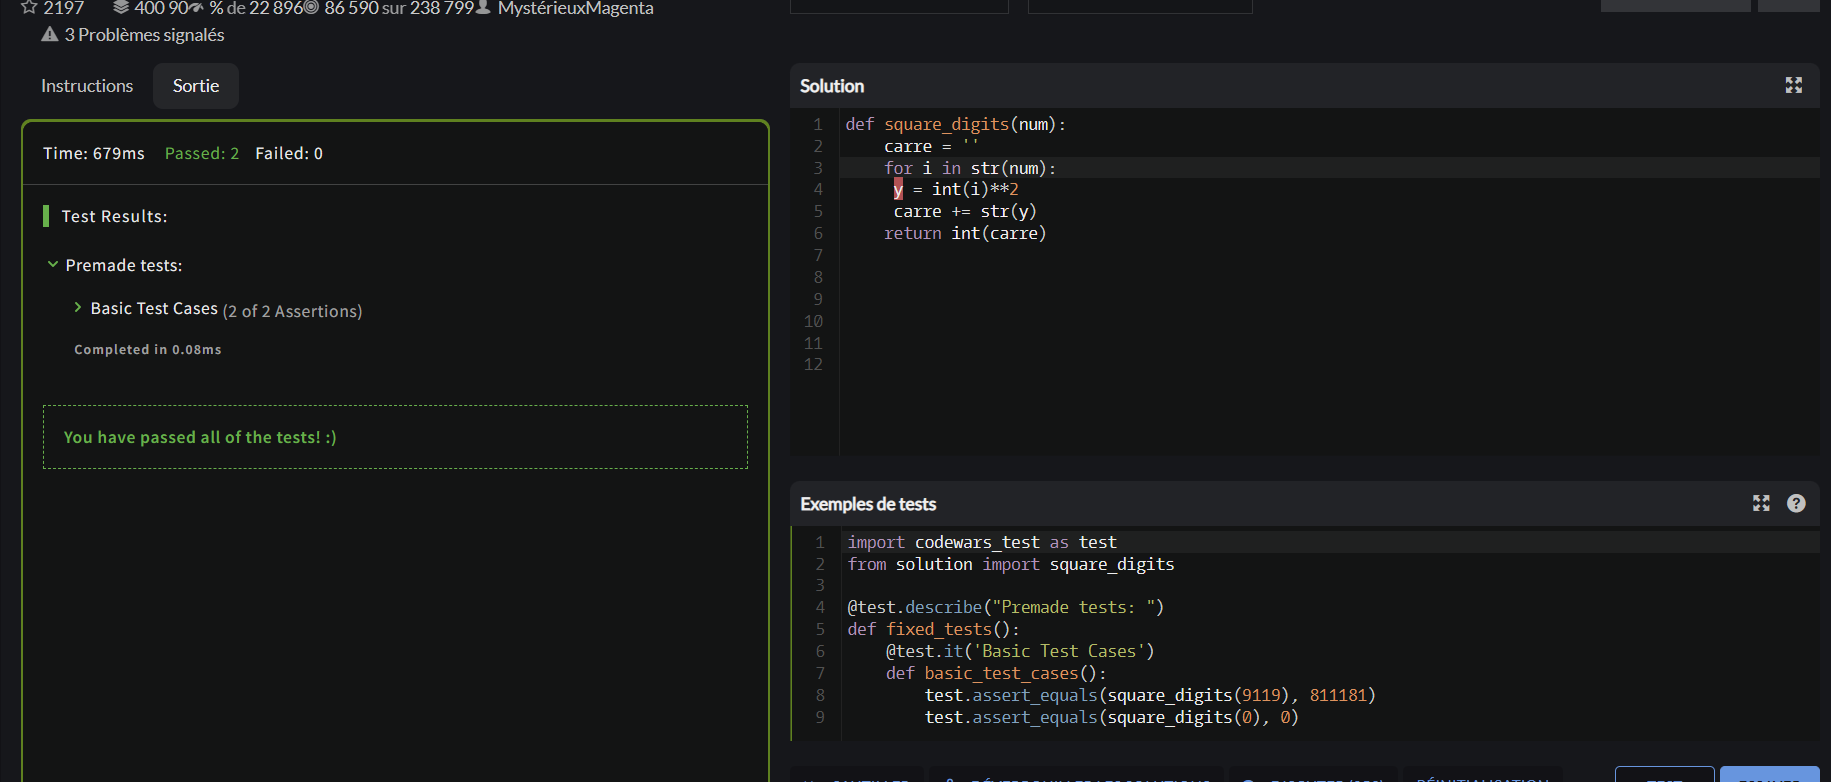 2197 400 90 % de 22 896 86 590 sur 238 799 MystérieuxMagenta
3 Problèmes signalés
Instructions Sortie
Time: 679ms Passed: 2 Failed: 0
Test Results:
Premade tests:
Basic Test Cases (2 of 2 Assertions)
Completed in 0.08ms
You have passed all of the tests! :)
Solution
1 def square_digits(num):
2 carre = ''
3 for i in str(num):
4 y = int(i)**2
5 carre += str(y)
6 return int(carre)
7
8
9
10
11
12
Exemples de tests
1 import codewars_test as test
2 from solution import square_digits
3
4 @test.describe("Premade tests: ")
5 def fixed_tests():
6 @test.it('Basic Test Cases')
7 def basic_test_cases():
8 test.assert_equals(square_digits(9119), 811181)
9 test.assert_equals(square_digits(0), 0)
RÉINITIALISATION